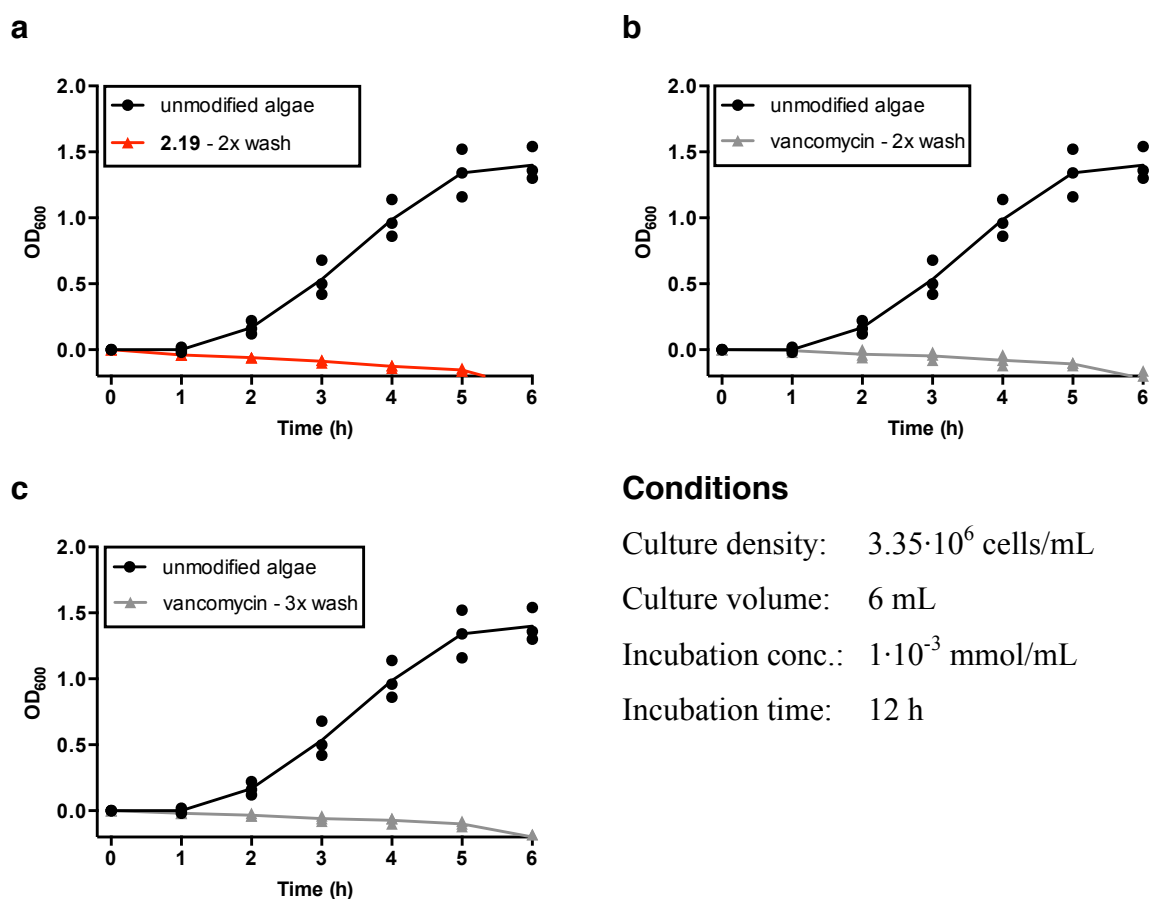 a
2.0
1.5
1.0
0.5
0.0
OD600
unmodified algae
2.19 - 2x wash
0 1 2 3 4 5 6
Time (h)
b
2.0
1.5
1.0
0.5
0.0
OD600
unmodified algae
vancomycin - 2x wash
0 1 2 3 4 5 6
Time (h)
c
2.0
1.5
1.0
0.5
0.0
OD600
unmodified algae
vancomycin - 3x wash
0 1 2 3 4 5 6
Time (h)
Conditions
Culture density: 3.35·10⁶ cells/mL
Culture volume: 6 mL
Incubation conc.: 1·10⁻³ mmol/mL
Incubation time: 12 h